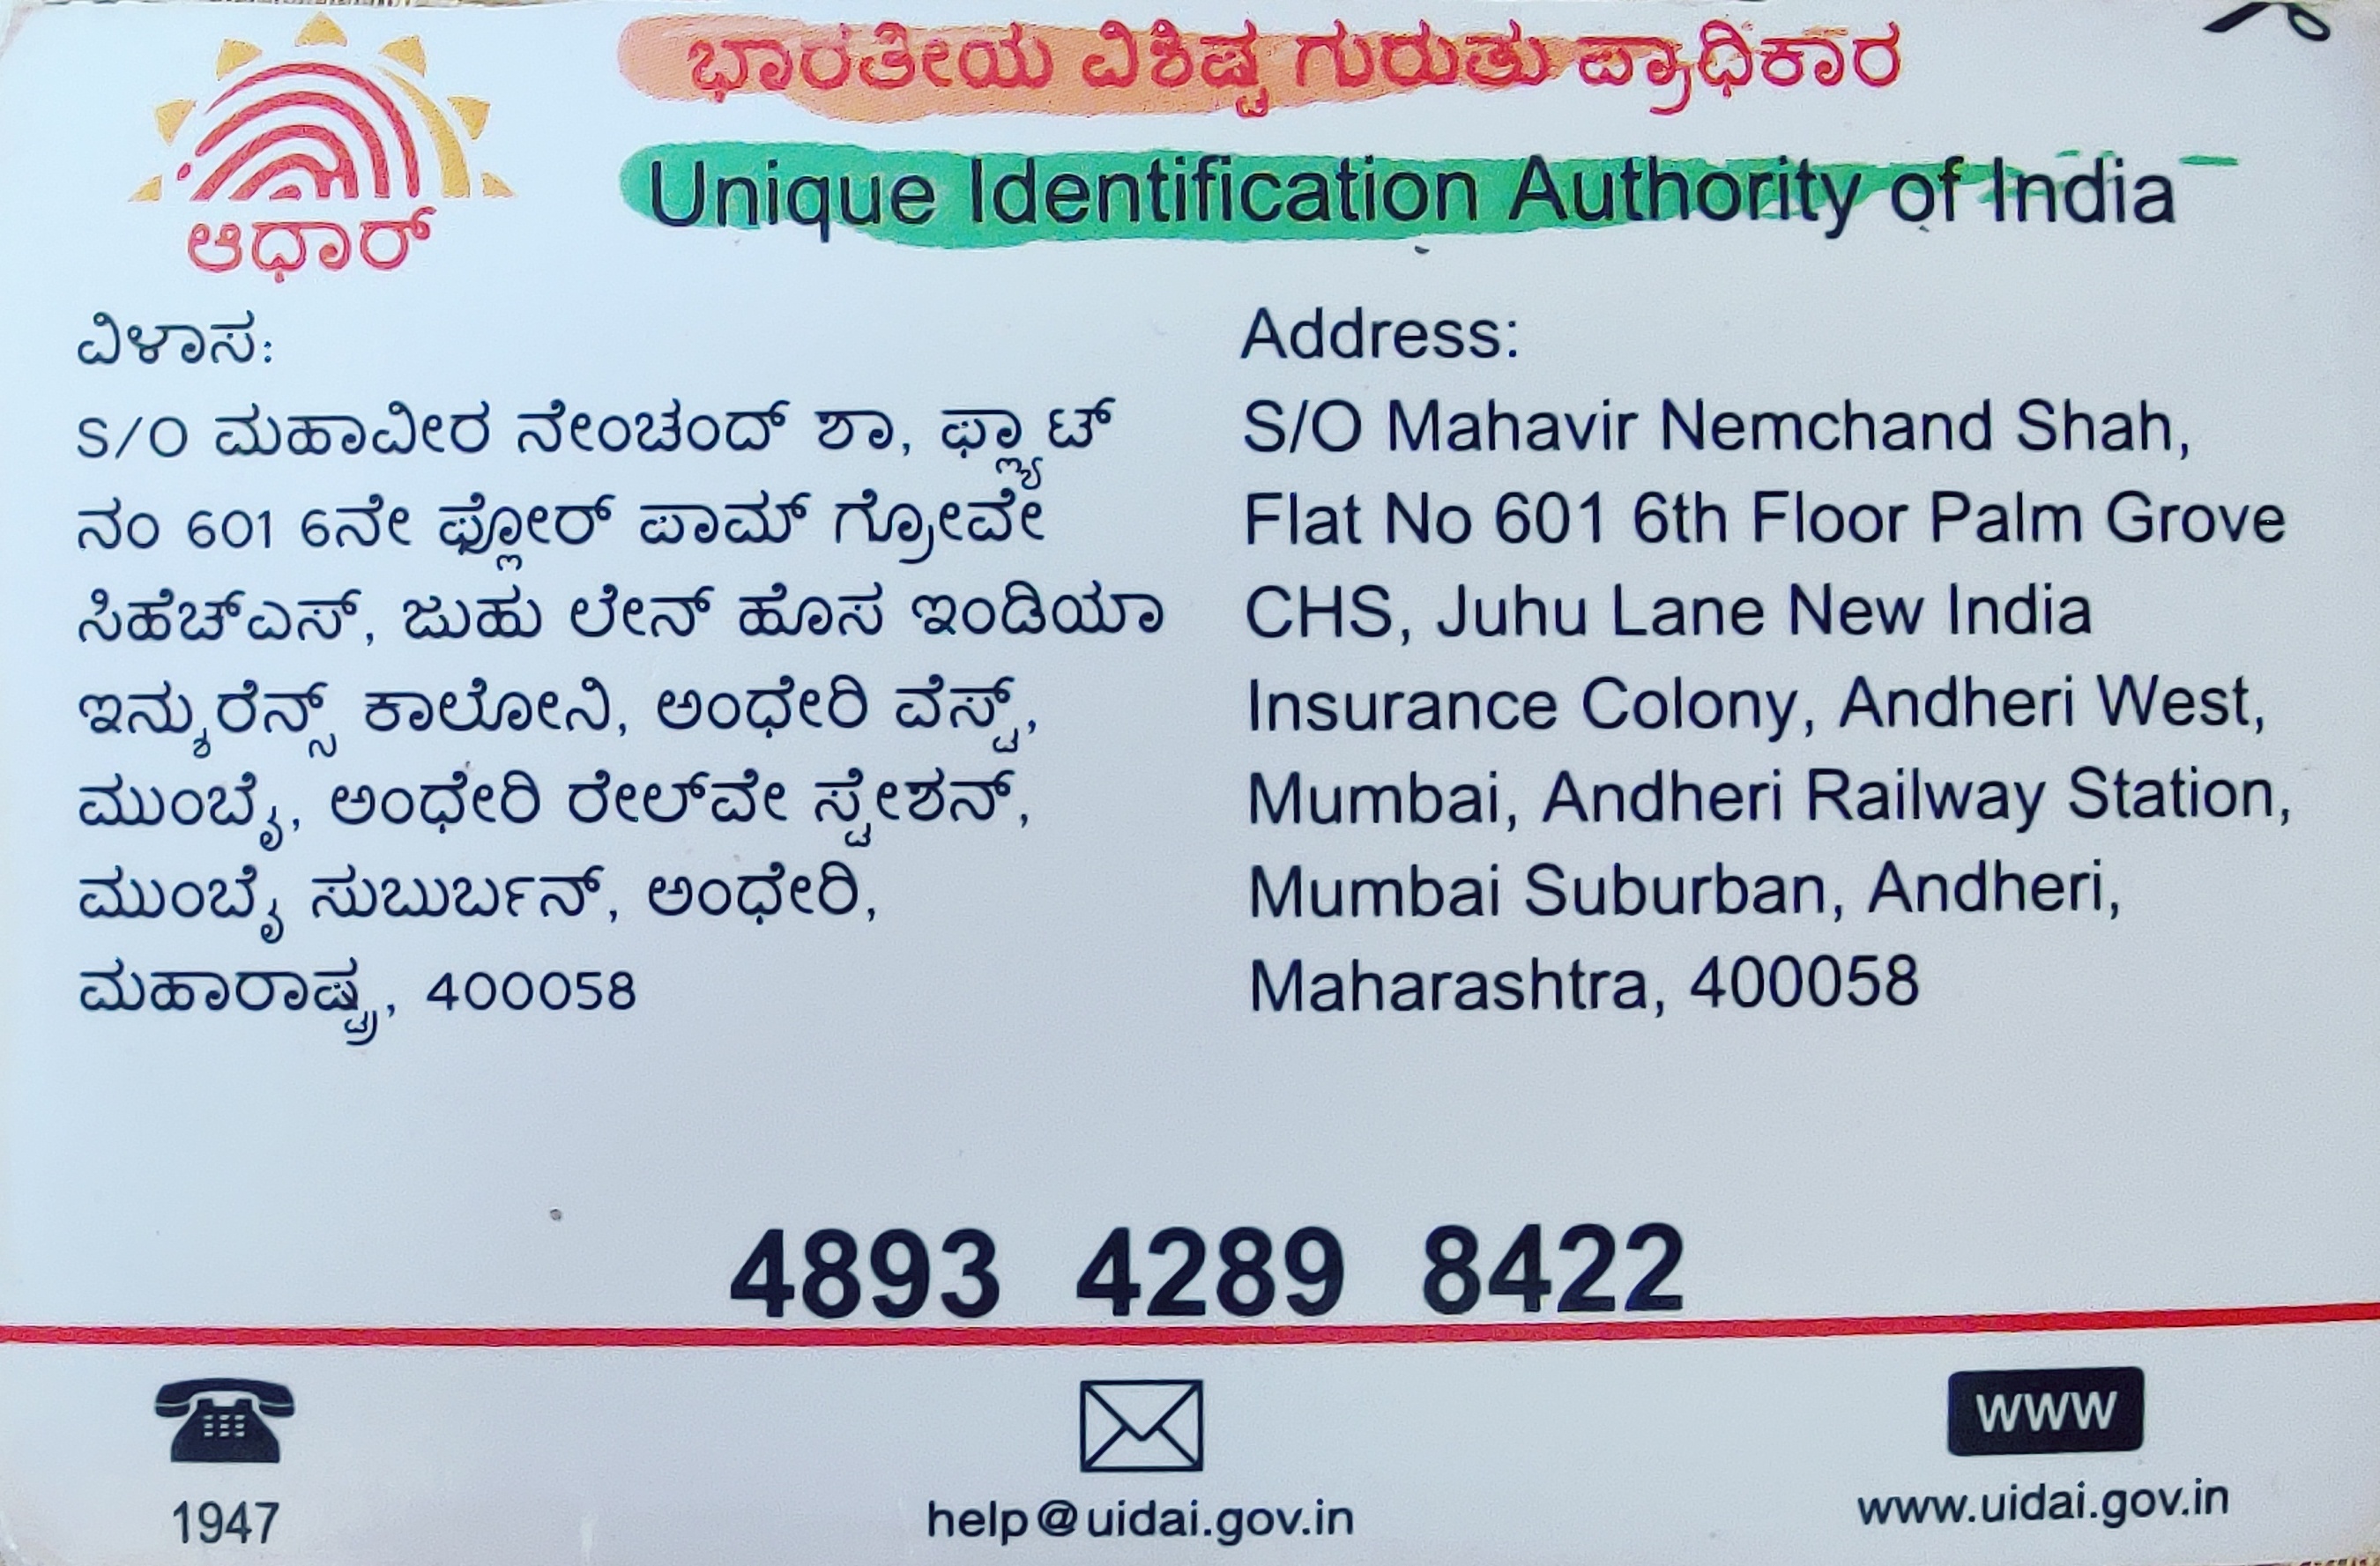 ಭಾರತೀಯ ವಿಶಿಷ್ಟ ಗುರುತು ಪ್ರಾಧಿಕಾರ
Unique Identification Authority of India
ಆಧಾರ್
ವಿಳಾಸ:
S/O ಮಹಾವೀರ ನೇಂಚಂದ್ ಶಾ, ಫ್ಲ್ಯಾಟ್
ನಂ 601 6ನೇ ಫ್ಲೋರ್ ಪಾಮ್ ಗ್ರೋವೇ
ಸಿಹೆಚ್‌ಎಸ್, ಜುಹು ಲೇನ್ ಹೊಸ ಇಂಡಿಯಾ
ಇನ್ಶುರೆನ್ಸ್ ಕಾಲೋನಿ, ಅಂಧೇರಿ ವೆಸ್ಟ್,
ಮುಂಬೈ, ಅಂಧೇರಿ ರೇಲ್‌ವೇ ಸ್ಟೇಶನ್,
ಮುಂಬೈ ಸುಬುರ್ಬನ್, ಅಂಧೇರಿ,
ಮಹಾರಾಷ್ಟ್ರ, 400058
Address:
S/O Mahavir Nemchand Shah,
Flat No 601 6th Floor Palm Grove
CHS, Juhu Lane New India
Insurance Colony, Andheri West,
Mumbai, Andheri Railway Station,
Mumbai Suburban, Andheri,
Maharashtra, 400058
4893 4289 8422
WWW
1947
help@uidai.gov.in
www.uidai.gov.in